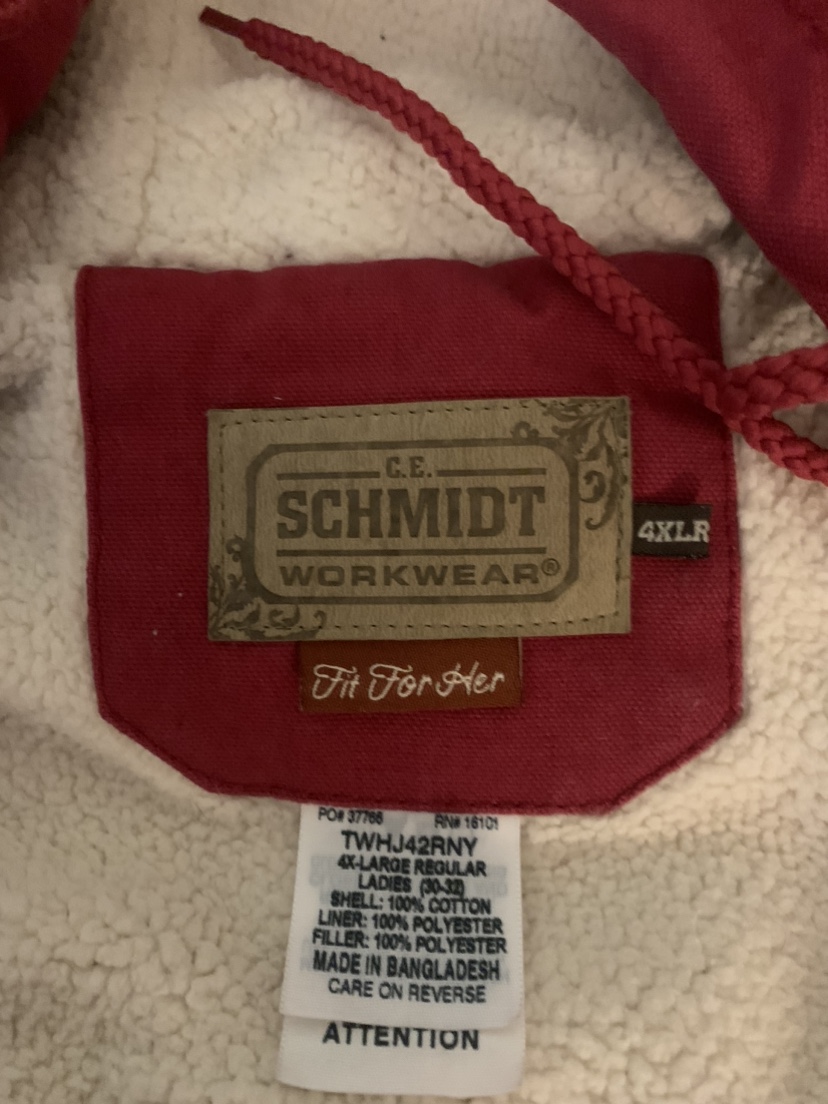 C.E.
SCHMIDT
WORKWEAR®
4XLR
Fit For Her
PO# 37766 RN# 16101
TWHJ42RNY
4X-LARGE REGULAR
LADIES (30-32)
SHELL: 100% COTTON
LINER: 100% POLYESTER
FILLER: 100% POLYESTER
MADE IN BANGLADESH
CARE ON REVERSE
ATTENTION